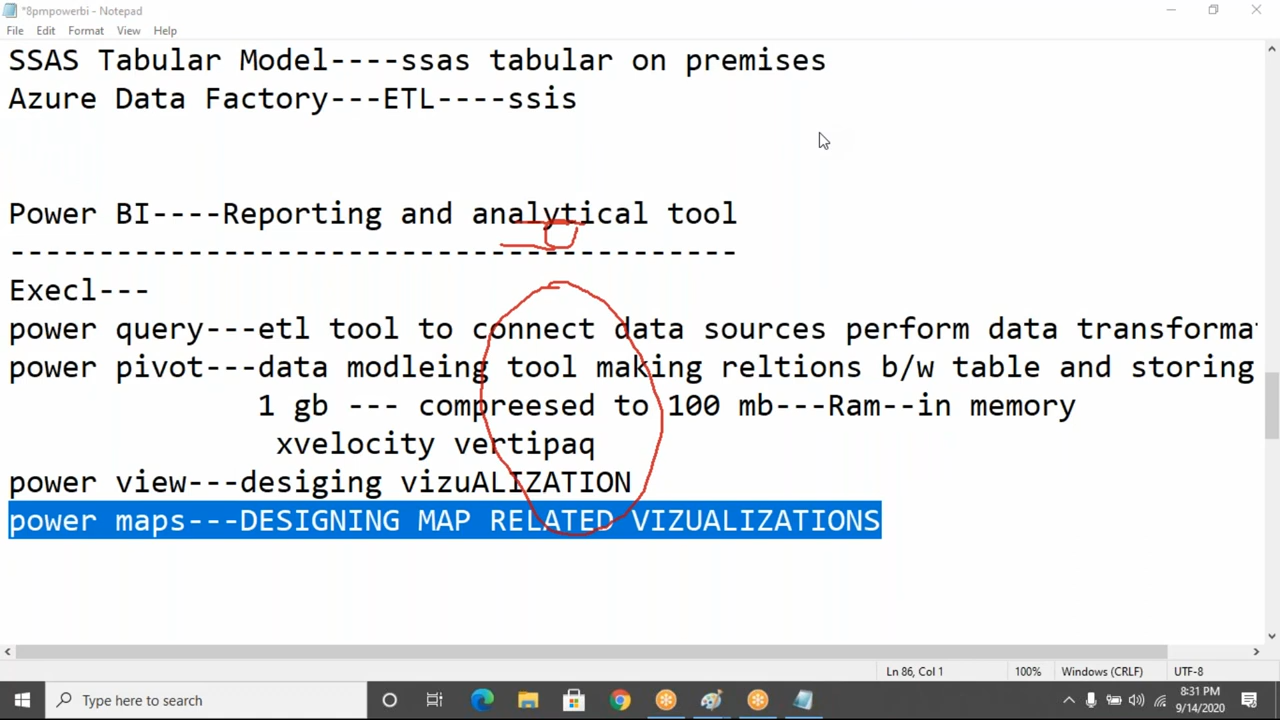 *8pmpowerbi - Notepad
File Edit Format View Help
SSAS Tabular Model----ssas tabular on premises
Azure Data Factory---ETL----ssis
Power BI----Reporting and analytical tool
-----------------------------------------
Execl---
power query---etl tool to connect data sources perform data transforma
power pivot---data modleing tool making reltions b/w table and storing
1 gb --- compreesed to 100 mb---Ram--in memory
xvelocity vertipaq
power view---desiging vizuALIZATION
power maps---DESIGNING MAP RELATED VIZUALIZATIONS
Ln 86, Col 1 100% Windows (CRLF) UTF-8
Type here to search
8:31 PM
9/14/2020